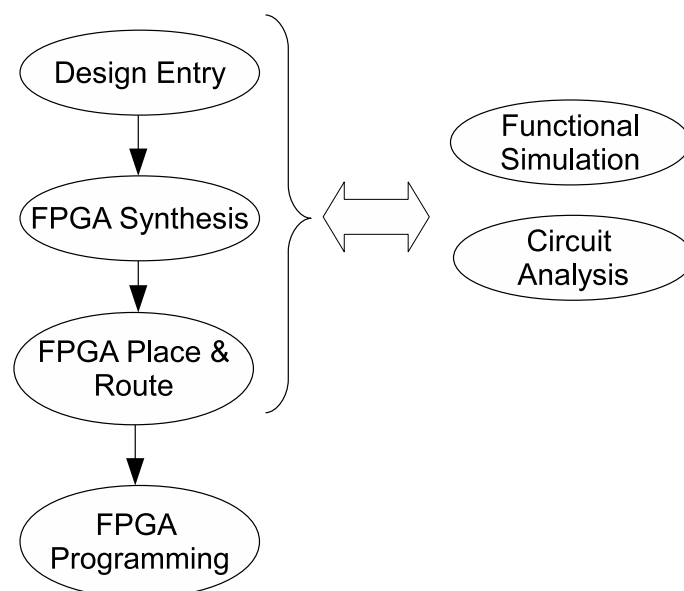 Design Entry
FPGA Synthesis
FPGA Place &
Route
FPGA
Programming
Functional
Simulation
Circuit
Analysis